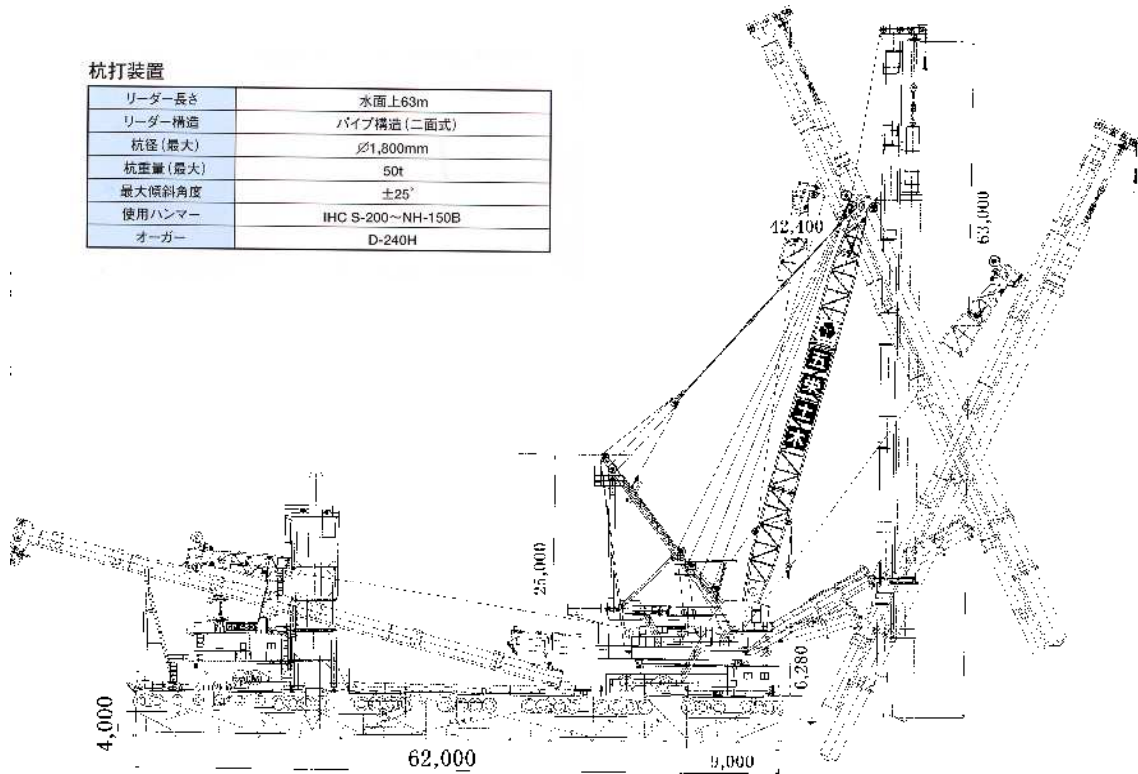 杭打装置
リーダー長さ 水面上63m
リーダー構造 パイプ構造(二面式)
杭径(最大) ∅1,800mm
杭重量(最大) 50t
最大傾斜角度 ±25°
使用ハンマー IHC S-200〜NH-150B
オーガー D-240H
42,400
63,000
五栄土木
25,000
6,280
4,000
62,000
9,000